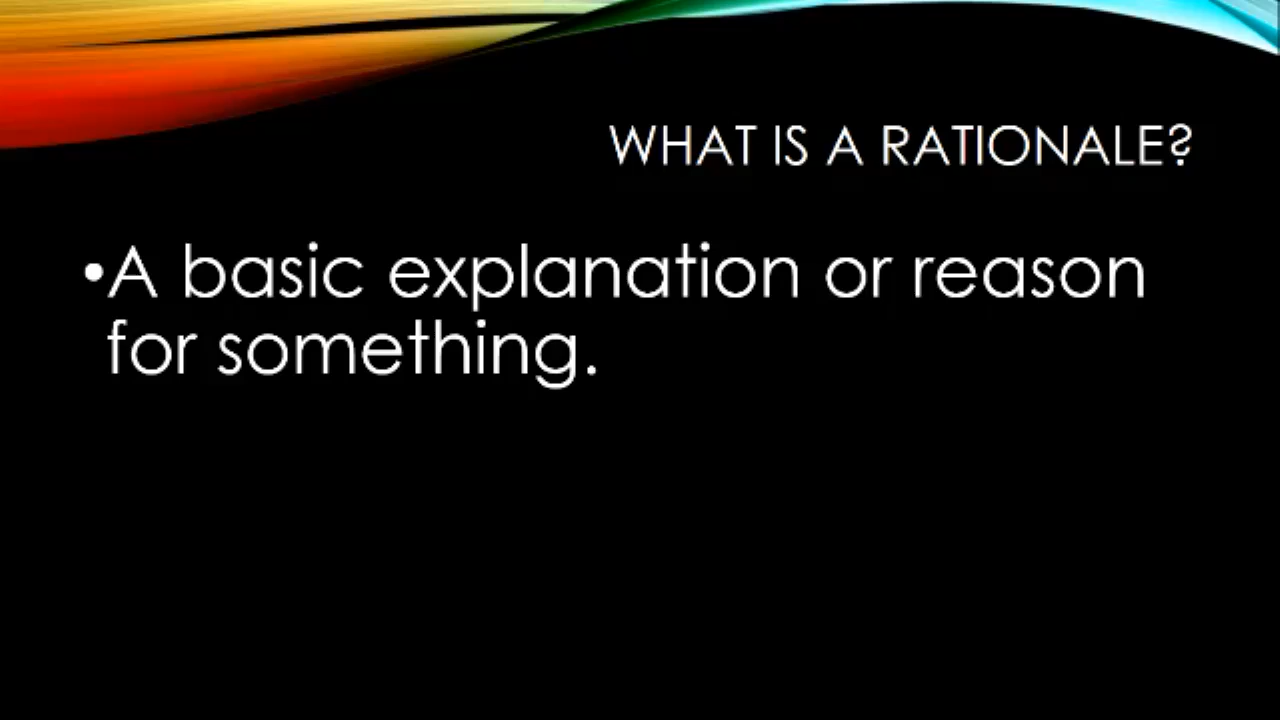 WHAT IS A RATIONALE?
•A basic explanation or reason
for something.